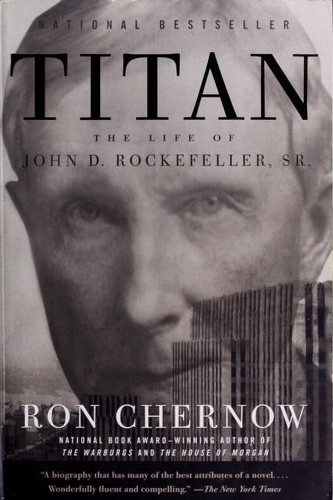 NATIONAL BESTSELLER
TITAN
THE LIFE OF
JOHN D. ROCKEFELLER, SR.
RON CHERNOW
NATIONAL BOOK AWARD–WINNING AUTHOR OF
THE WARBURGS AND THE HOUSE OF MORGAN
"A biography that has many of the best attributes of a novel....
Wonderfully fluent and compelling." —The New York Times